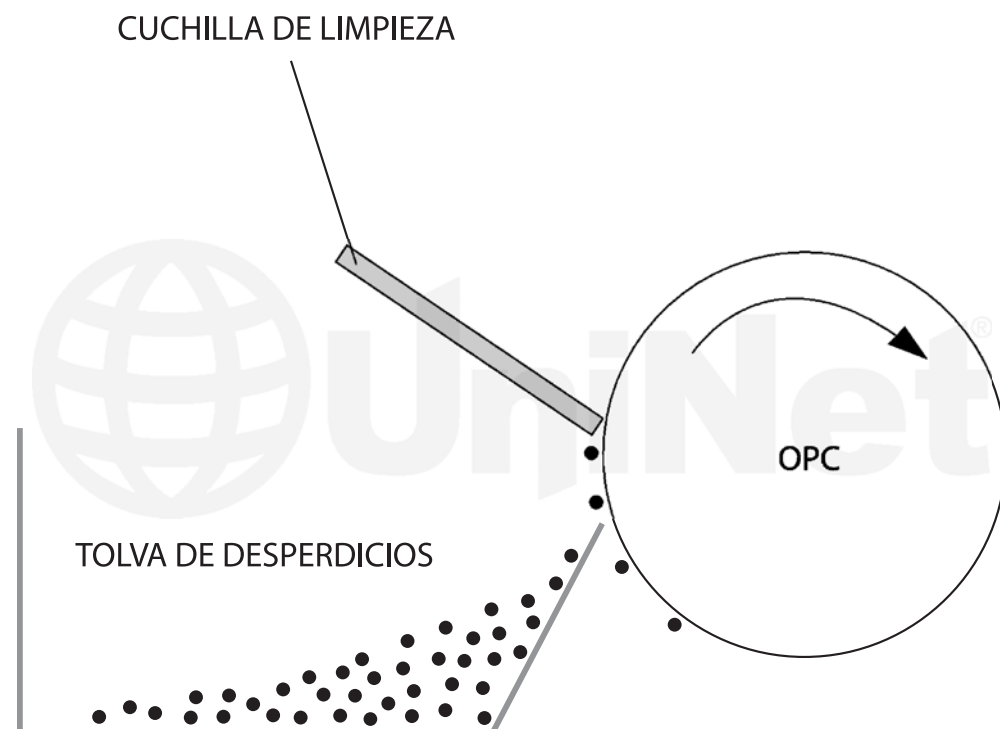 CUCHILLA DE LIMPIEZA
UniNet®
OPC
TOLVA DE DESPERDICIOS